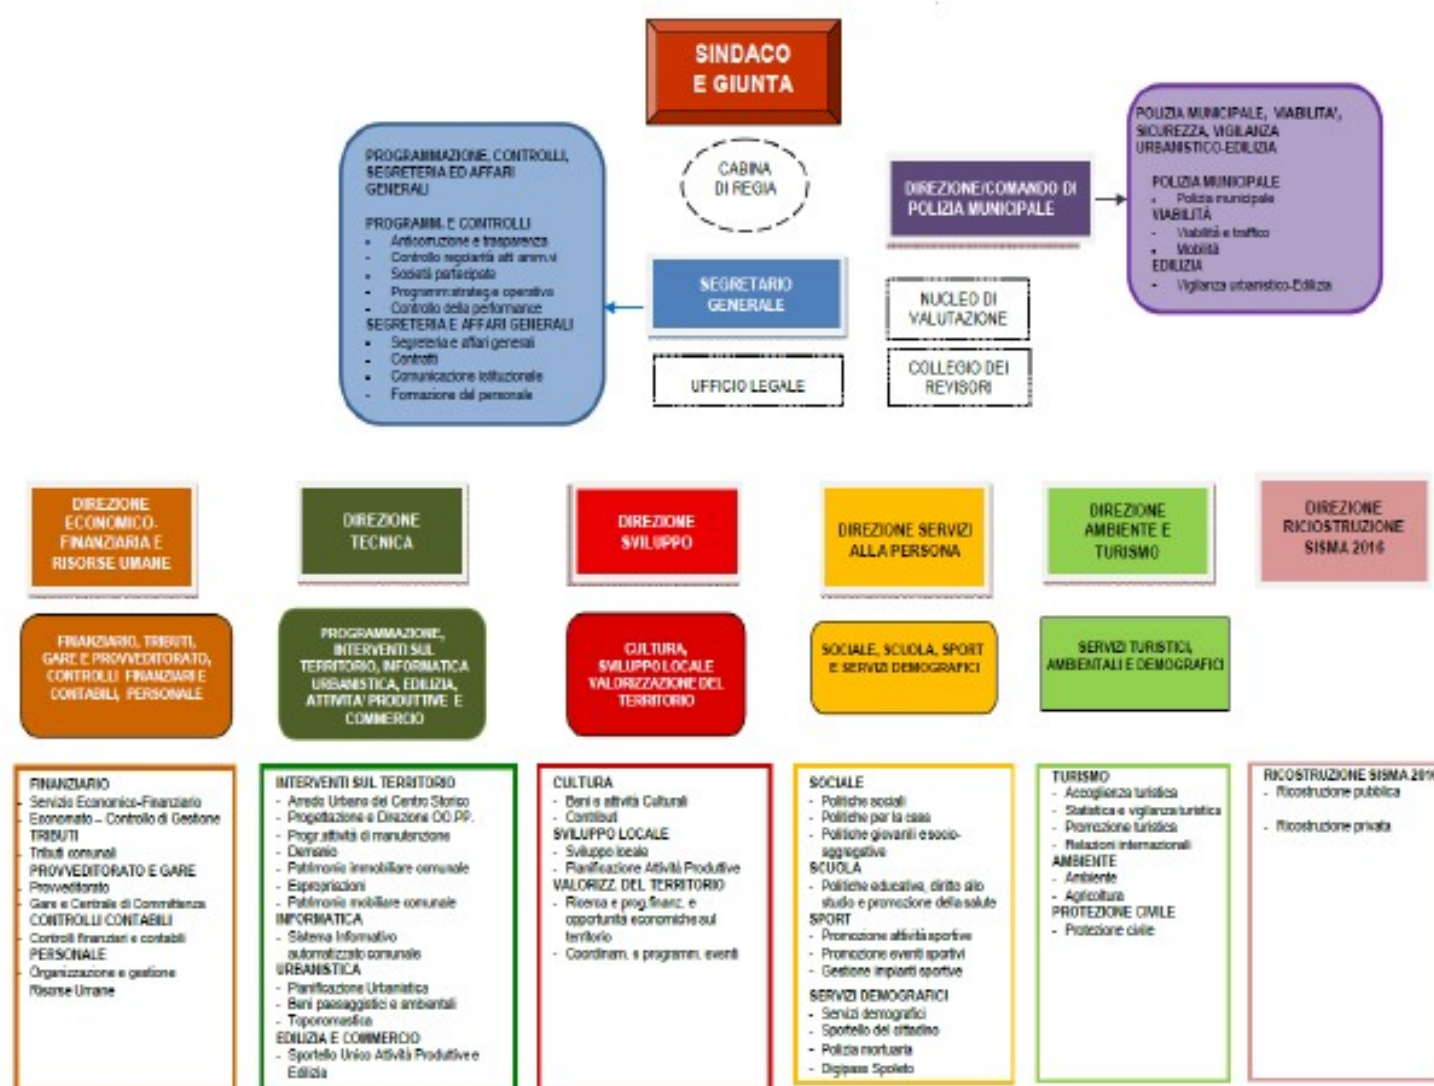 SINDACO
E GIUNTA
CABINA
DI REGIA
PROGRAMMAZIONE, CONTROLLI,
SEGRETERIA ED AFFARI
GENERALI
PROGRAMM. E CONTROLLI
- Anticorruzione e trasparenza
- Controllo regolarità atti amm.vi
- Società partecipate
- Programm.strateg.e operativa
- Controllo della performance
SEGRETERIA E AFFARI GENERALI
- Segreteria e affari generali
- Contratti
- Comunicazione istituzionale
- Formazione del personale
SEGRETARIO
GENERALE
UFFICIO LEGALE
DIREZIONE/COMANDO DI
POLIZIA MUNICIPALE
NUCLEO DI
VALUTAZIONE
COLLEGIO DEI
REVISORI
POLIZIA MUNICIPALE, VIABILITA',
SICUREZZA, VIGILANZA
URBANISTICO-EDILIZIA
POLIZIA MUNICIPALE
- Polizia municipale
VIABILITÀ
- Viabilità e traffico
- Mobilità
EDILIZIA
- Vigilanza urbanistico-Edilizia
DIREZIONE
ECONOMICO-
FINANZIARIA E
RISORSE UMANE
FINANZIARIO, TRIBUTI,
GARE E PROVVEDITORATO,
CONTROLLI FINANZIARI E
CONTABILI, PERSONALE
FINANZIARIO
- Servizio Economico-Finanziario
- Economato – Controllo di Gestione
TRIBUTI
- Tributi comunali
PROVVEDITORATO E GARE
- Provveditorato
- Gare e Centrale di Committenza
CONTROLLI CONTABILI
- Controlli finanziari e contabili
PERSONALE
- Organizzazione e gestione
Risorse Umane
DIREZIONE
TECNICA
PROGRAMMAZIONE,
INTERVENTI SUL
TERRITORIO, INFORMATICA
URBANISTICA, EDILIZIA,
ATTIVITA' PRODUTTIVE E
COMMERCIO
INTERVENTI SUL TERRITORIO
- Arredo Urbano del Centro Storico
- Progettazione e Direzione OO.PP.
- Progr.attività di manutenzione
- Demanio
- Patrimonio immobiliare comunale
- Espropriazioni
- Patrimonio mobiliare comunale
INFORMATICA
- Sistema Informativo
automatizzato comunale
URBANISTICA
- Pianificazione Urbanistica
- Beni paesaggistici e ambientali
- Toponomastica
EDILIZIA E COMMERCIO
- Sportello Unico Attività Produttive e
Edilizia
DIREZIONE
SVILUPPO
CULTURA,
SVILUPPO LOCALE
VALORIZZAZIONE DEL
TERRITORIO
CULTURA
- Beni e attività Culturali
- Contributi
SVILUPPO LOCALE
- Sviluppo locale
- Pianificazione Attività Produttive
VALORIZZ. DEL TERRITORIO
- Ricerca e prog.finanz. e
opportunità economiche sul
territorio
- Coordinam. e programm. eventi
DIREZIONE SERVIZI
ALLA PERSONA
SOCIALE, SCUOLA, SPORT
E SERVIZI DEMOGRAFICI
SOCIALE
- Politiche sociali
- Politiche per la casa
- Politiche giovanili e socio-
aggregative
SCUOLA
- Politiche educative, diritto allo
studio e promozione della salute
SPORT
- Promozione attività sportive
- Promozione eventi sportivi
- Gestione impianti sportive
SERVIZI DEMOGRAFICI
- Servizi demografici
- Sportello del cittadino
- Polizia mortuaria
- Digipass Spoleto
DIREZIONE
AMBIENTE E
TURISMO
SERVIZI TURISTICI,
AMBIENTALI E DEMOGRAFICI
TURISMO
- Accoglienza turistica
- Statistica e vigilanza turistica
- Promozione turistica
- Relazioni internazionali
AMBIENTE
- Ambiente
- Agricoltura
PROTEZIONE CIVILE
- Protezione civile
DIREZIONE
RICIOSTRUZIONE
SISMA 2016
RICOSTRUZIONE SISMA 2016
- Ricostruzione pubblica
- Ricostruzione privata